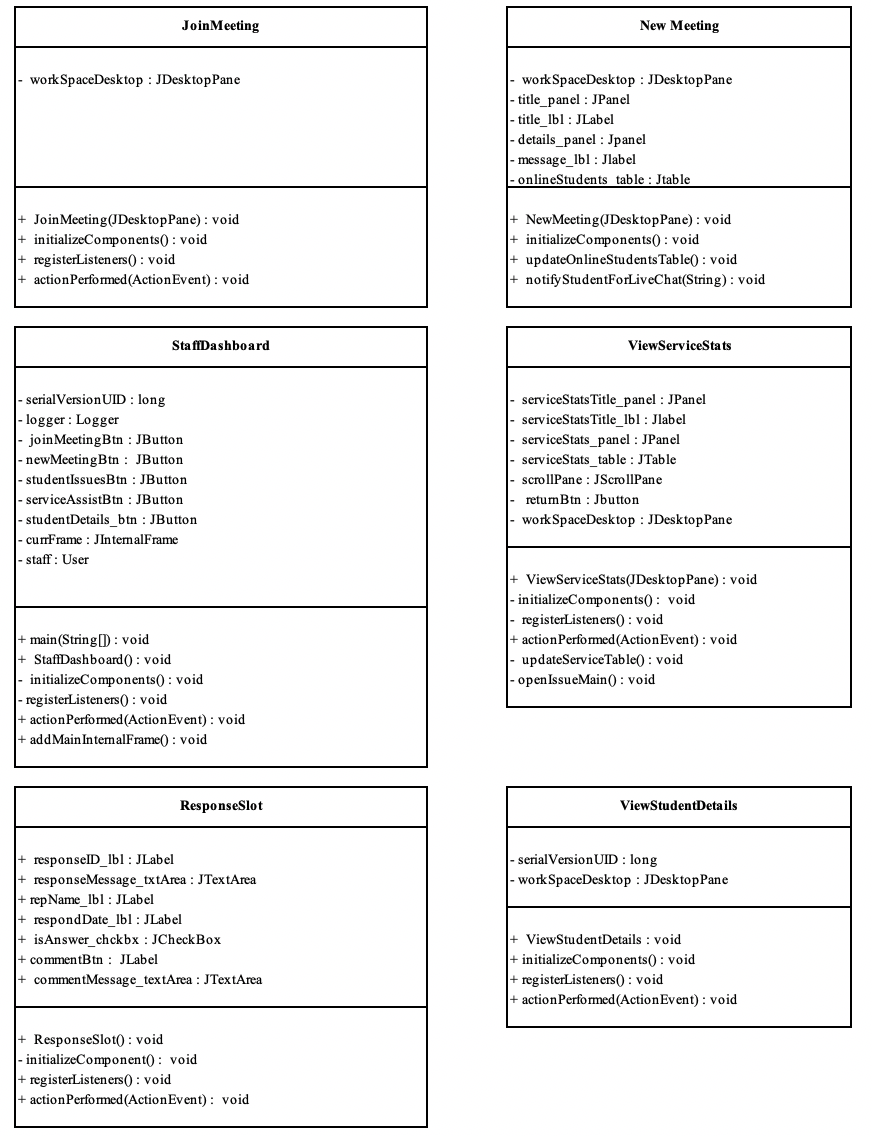 JoinMeeting
- workSpaceDesktop : JDesktopPane
+ JoinMeeting(JDesktopPane) : void
+ initializeComponents() : void
+ registerListeners() : void
+ actionPerformed(ActionEvent) : void
New Meeting
- workSpaceDesktop : JDesktopPane
- title_panel : JPanel
- title_lbl : JLabel
- details_panel : Jpanel
- message_lbl : Jlabel
- onlineStudents_table : Jtable
+ NewMeeting(JDesktopPane) : void
+ initializeComponents() : void
+ updateOnlineStudentsTable() : void
+ notifyStudentForLiveChat(String) : void
StaffDashboard
- serialVersionUID : long
- logger : Logger
- joinMeetingBtn : JButton
- newMeetingBtn : JButton
- studentIssuesBtn : JButton
- serviceAssistBtn : JButton
- studentDetails_btn : JButton
- currFrame : JInternalFrame
- staff : User
+ main(String[]) : void
+ StaffDashboard() : void
- initializeComponents() : void
- registerListeners() : void
+ actionPerformed(ActionEvent) : void
+ addMainInternalFrame() : void
ViewServiceStats
- serviceStatsTitle_panel : JPanel
- serviceStatsTitle_lbl : Jlabel
- serviceStats_panel : JPanel
- serviceStats_table : JTable
- scrollPane : JScrollPane
- returnBtn : Jbutton
- workSpaceDesktop : JDesktopPane
+ ViewServiceStats(JDesktopPane) : void
- initializeComponents() : void
- registerListeners() : void
+ actionPerformed(ActionEvent) : void
- updateServiceTable() : void
- openIssueMain() : void
ResponseSlot
+ responseID_lbl : JLabel
+ responseMessage_txtArea : JTextArea
+ repName_lbl : JLabel
+ respondDate_lbl : JLabel
+ isAnswer_chckbx : JCheckBox
+ commentBtn : JLabel
+ commentMessage_textArea : JTextArea
+ ResponseSlot() : void
- initializeComponent() : void
+ registerListeners() : void
+ actionPerformed(ActionEvent) : void
ViewStudentDetails
- serialVersionUID : long
- workSpaceDesktop : JDesktopPane
+ ViewStudentDetails : void
+ initializeComponents() : void
+ registerListeners() : void
+ actionPerformed(ActionEvent) : void